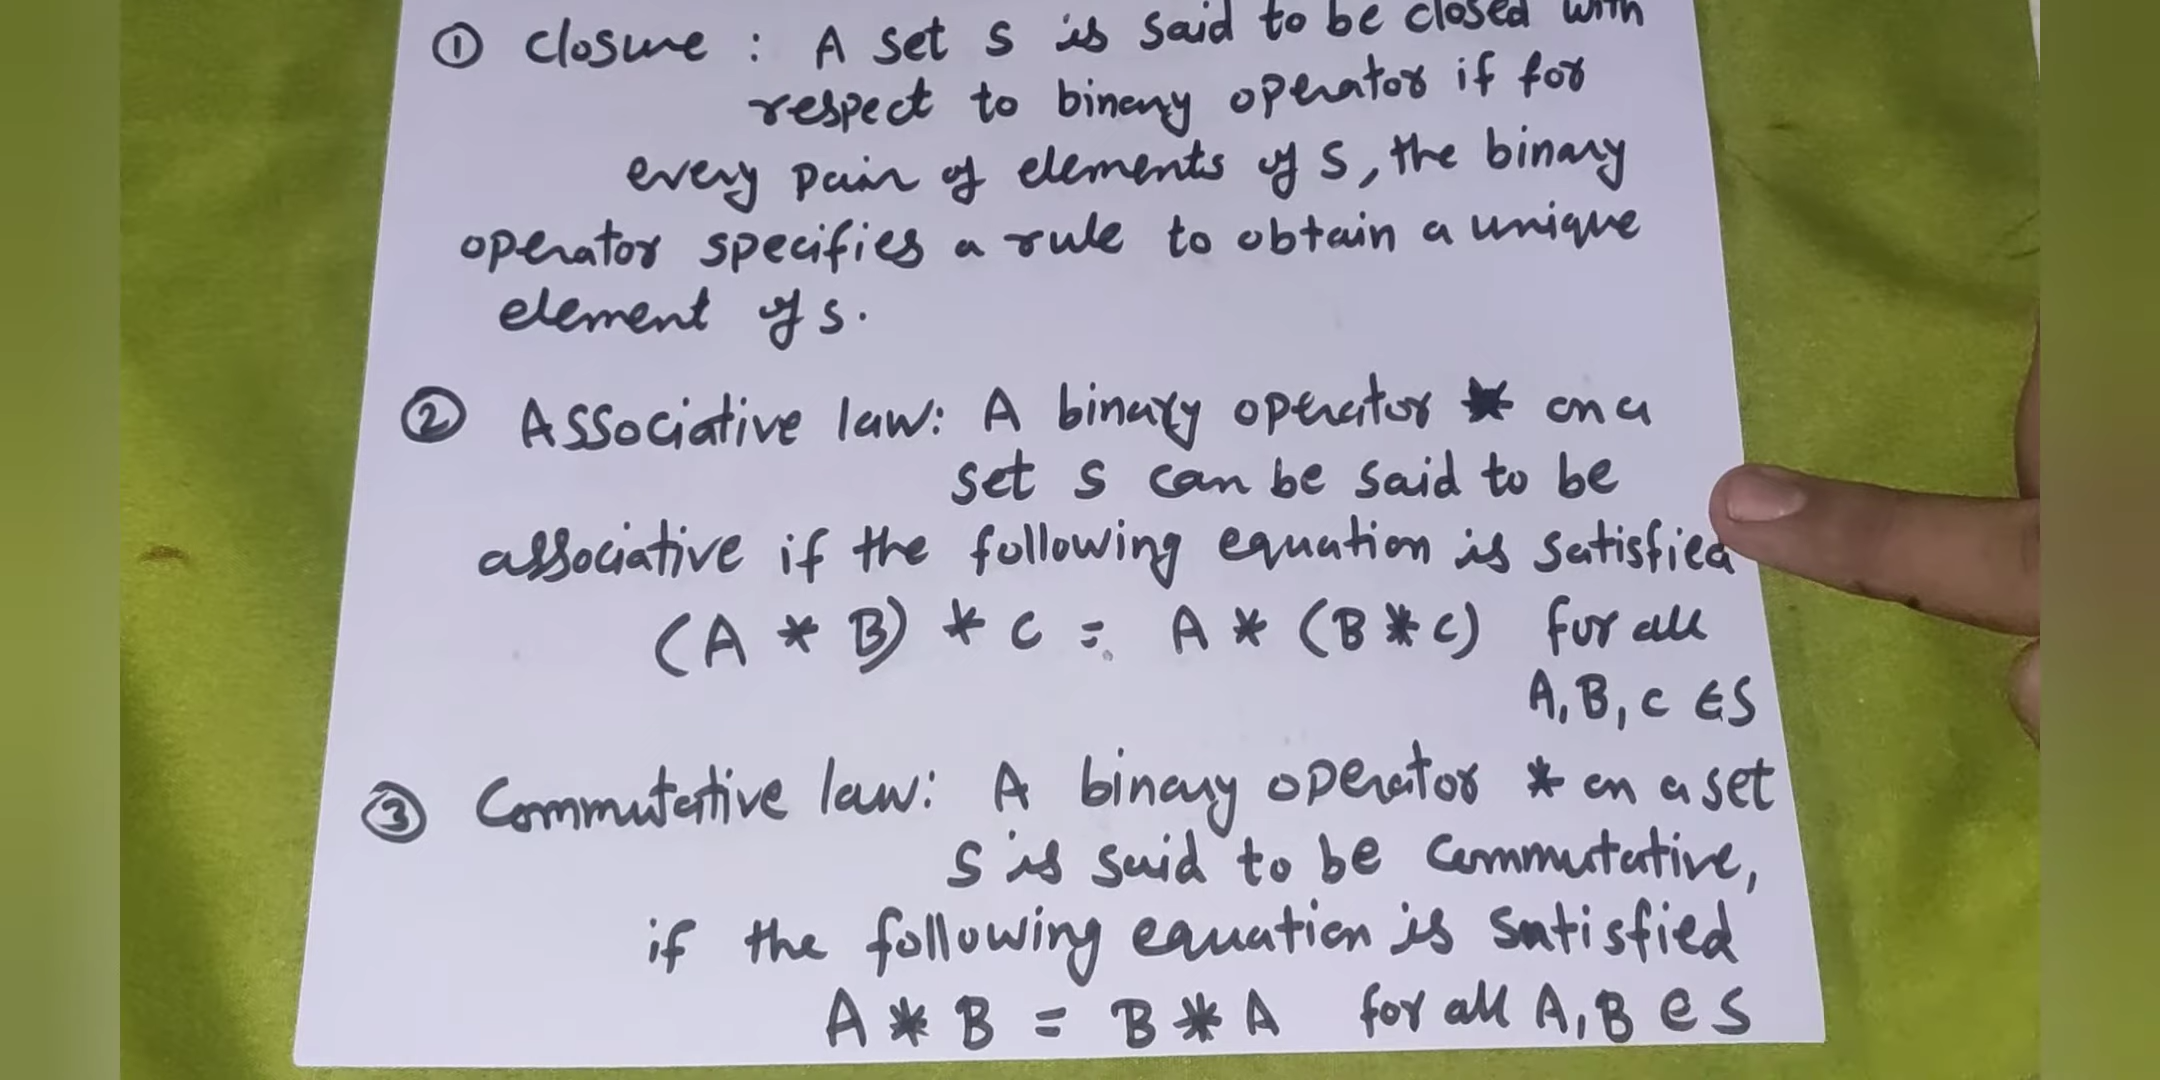 ① Closure : A set S is said to be closed with
respect to binary operator if for
every pair of elements of S, the binary
operator specifies a rule to obtain a unique
element of S.
② Associative law: A binary operator * on a
set S can be said to be
associative if the following equation is satisfied
(A * B) * C = A * (B * C) for all
A, B, C ∈ S
③ Commutative law: A binary operator * on a set
S is said to be commutative,
if the following equation is satisfied
A * B = B * A for all A, B ∈ S